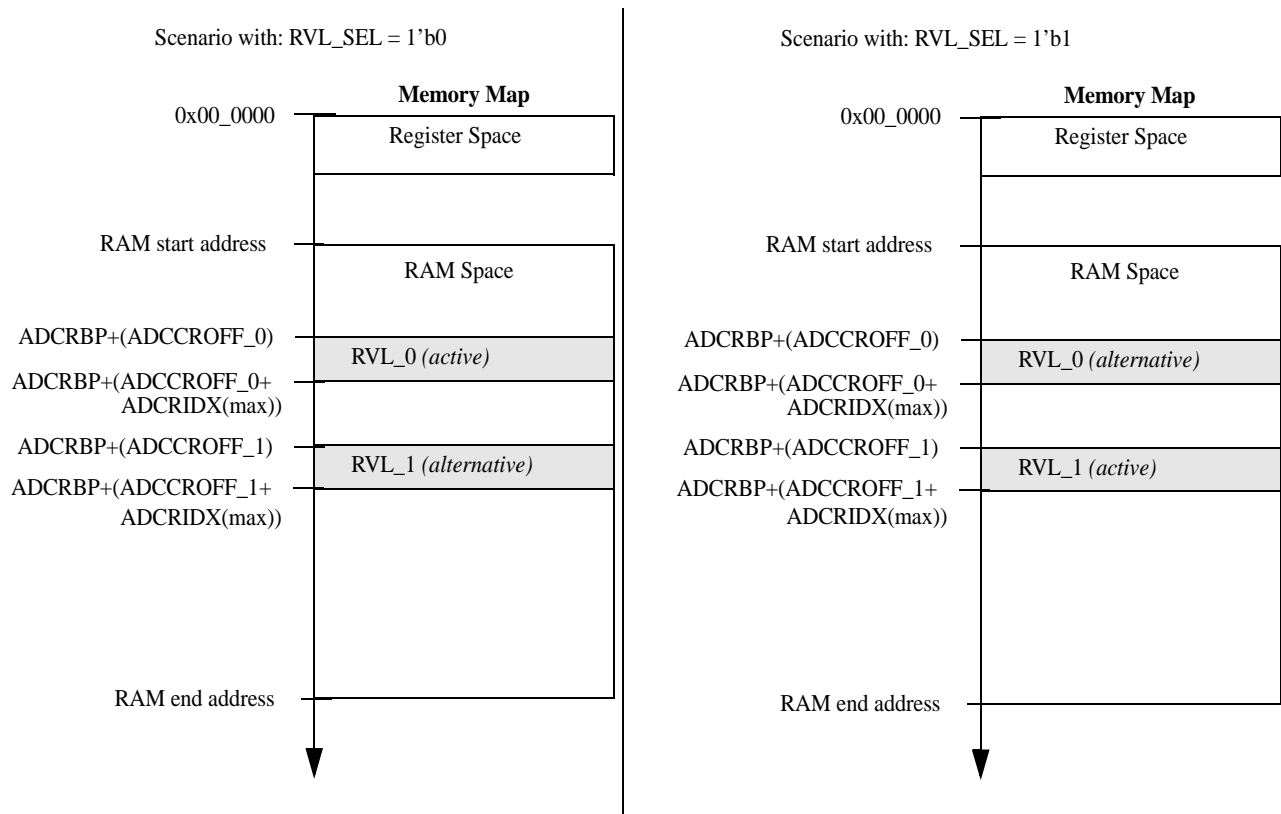 Scenario with: RVL_SEL = 1’b0
Memory Map
0x00_0000
Register Space
RAM start address
RAM Space
ADCRBP+(ADCCROFF_0)
RVL_0 (active)
ADCRBP+(ADCCROFF_0+
ADCRIDX(max))
ADCRBP+(ADCCROFF_1)
RVL_1 (alternative)
ADCRBP+(ADCCROFF_1+
ADCRIDX(max))
RAM end address
Scenario with: RVL_SEL = 1’b1
Memory Map
0x00_0000
Register Space
RAM start address
RAM Space
ADCRBP+(ADCCROFF_0)
RVL_0 (alternative)
ADCRBP+(ADCCROFF_0+
ADCRIDX(max))
ADCRBP+(ADCCROFF_1)
RVL_1 (active)
ADCRBP+(ADCCROFF_1+
ADCRIDX(max))
RAM end address